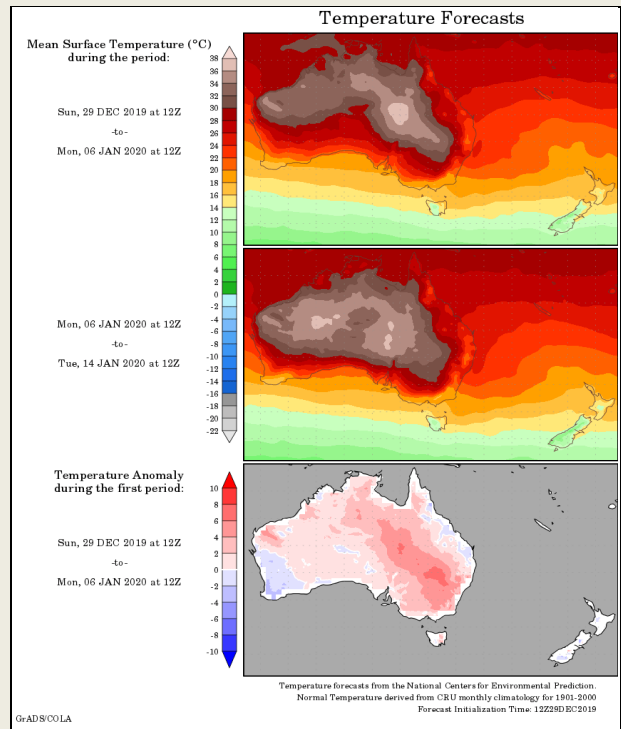 Temperature Forecasts
Mean Surface Temperature (°C)
during the period:
Sun, 29 DEC 2019 at 12Z
-to-
Mon, 06 JAN 2020 at 12Z
38
36
34
32
30
28
26
24
22
20
18
16
14
12
10
8
6
4
2
0
-2
-4
-6
-8
-10
-12
-14
-16
-18
-20
-22
Mon, 06 JAN 2020 at 12Z
-to-
Tue, 14 JAN 2020 at 12Z
Temperature Anomaly
during the first period:
Sun, 29 DEC 2019 at 12Z
-to-
Mon, 06 JAN 2020 at 12Z
10
8
6
4
2
0
-2
-4
-6
-8
-10
Temperature forecasts from the National Centers for Environmental Prediction.
Normal Temperature derived from CRU monthly climatology for 1901-2000
Forecast Initialization Time: 12Z29DEC2019
GrADS/COLA